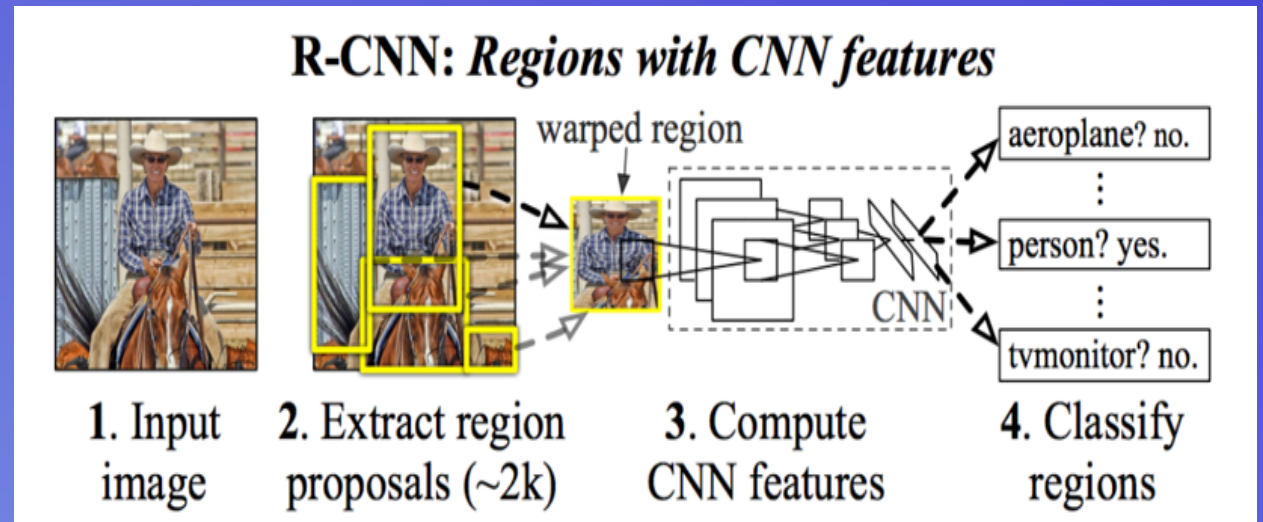 R-CNN: Regions with CNN features
warped region
aeroplane? no.
⋮
person? yes.
⋮
tvmonitor? no.
CNN
1. Input
image
2. Extract region
proposals (~2k)
3. Compute
CNN features
4. Classify
regions